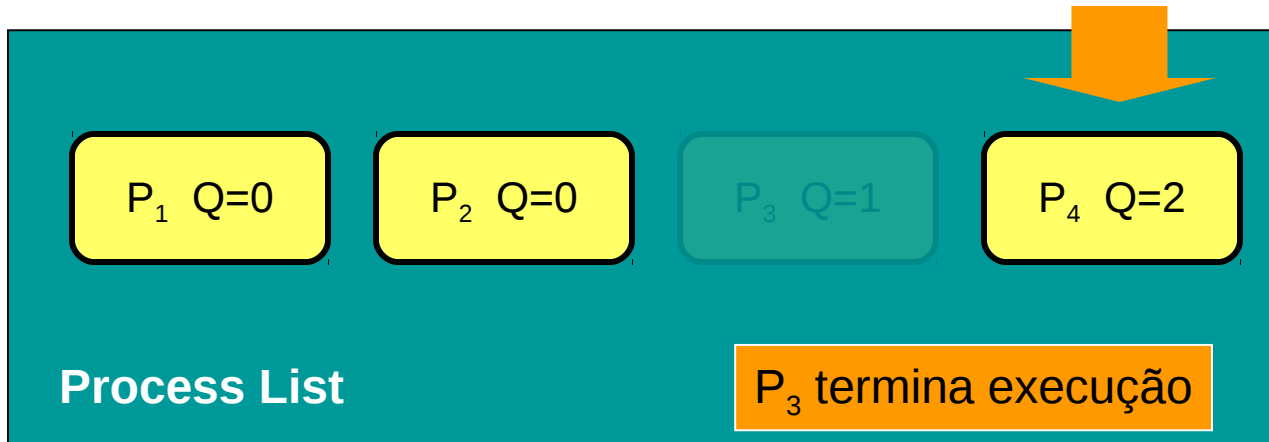 P1 Q=0
P2 Q=0
P3 Q=1
P4 Q=2
Process List
P3 termina execução